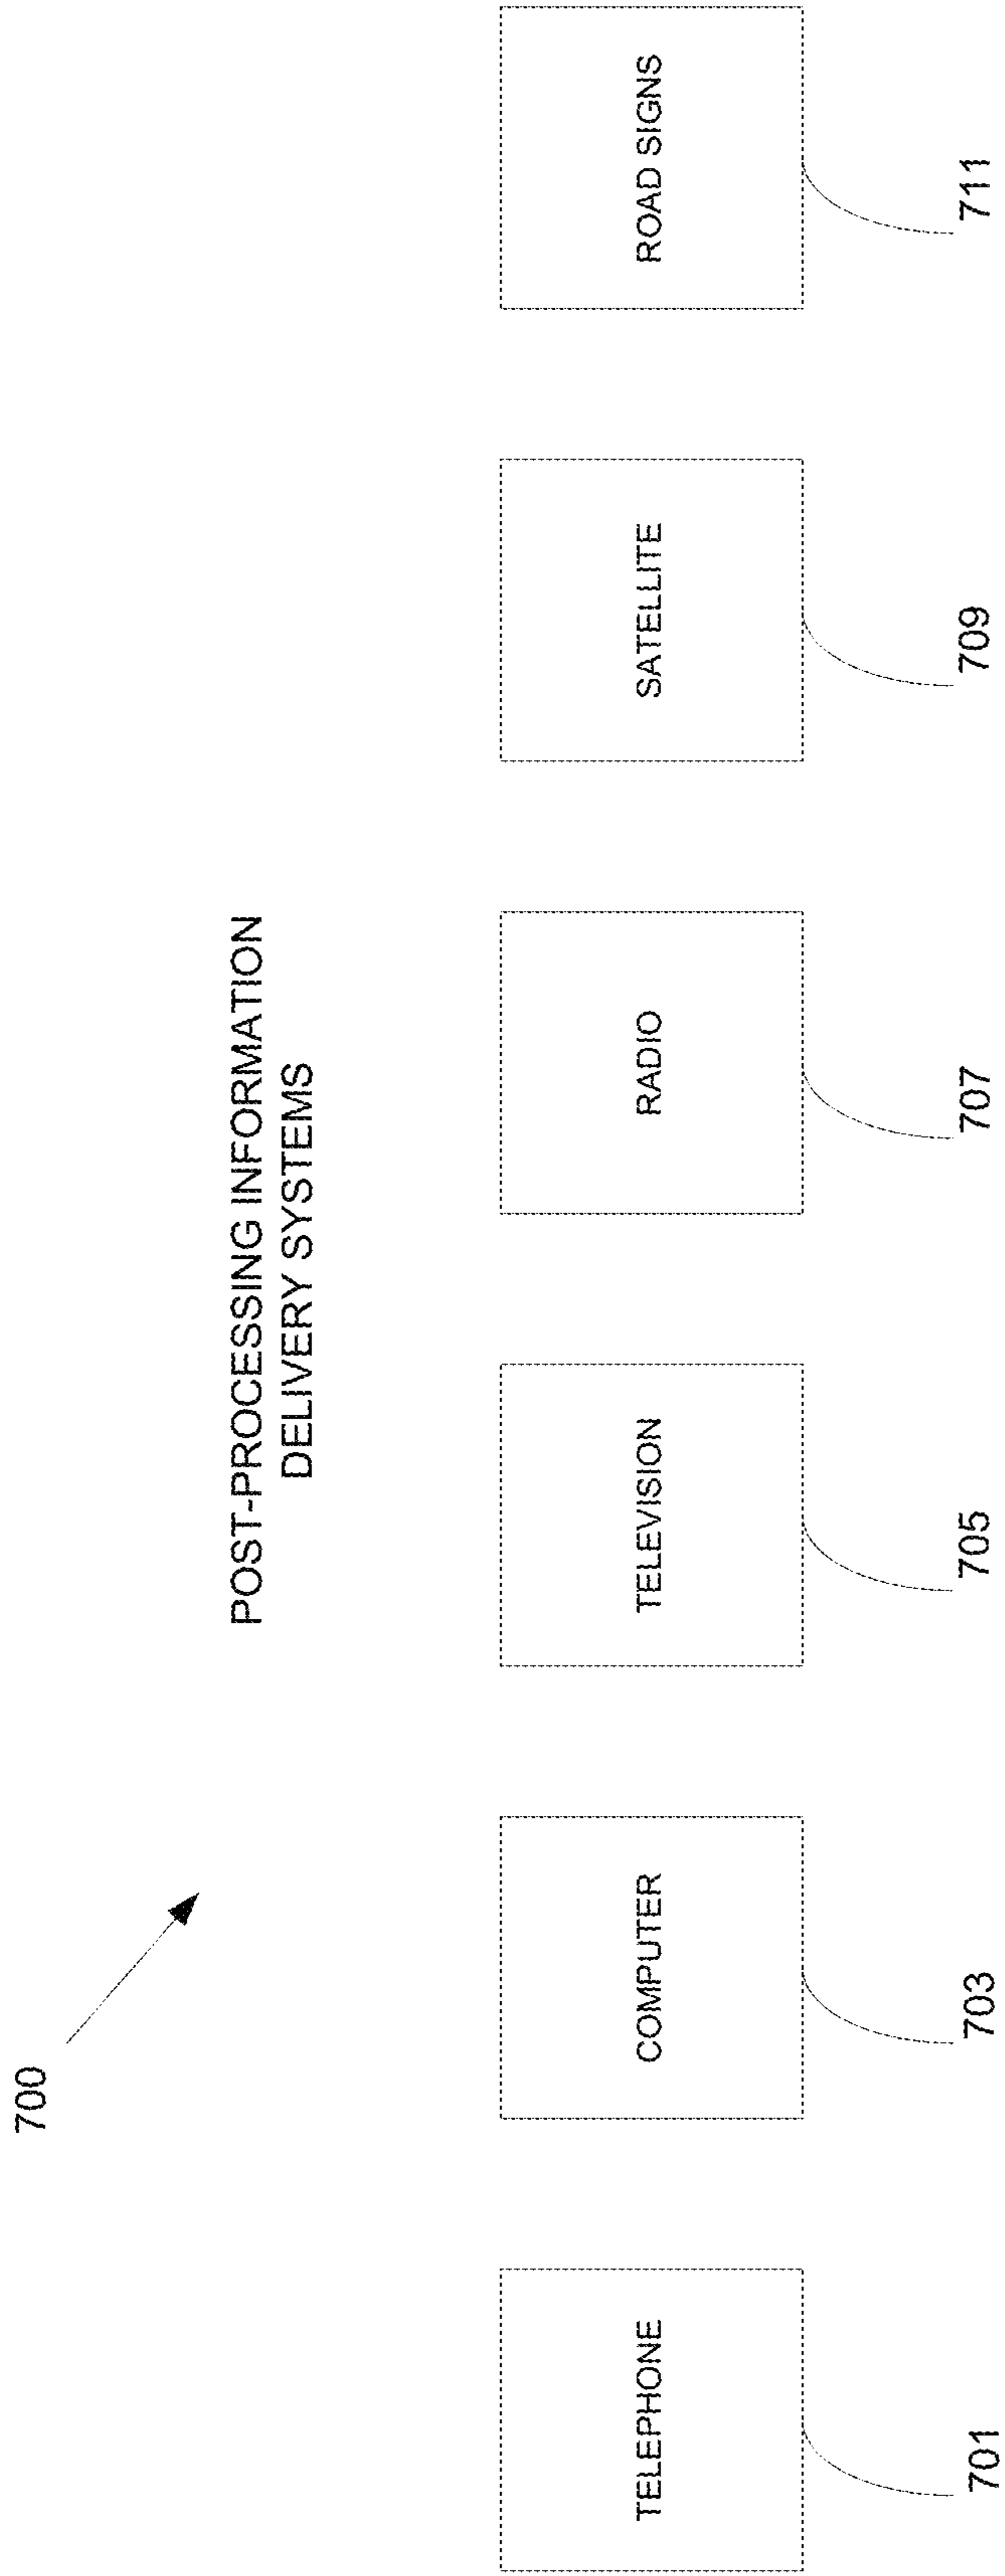 700
POST-PROCESSING INFORMATION
DELIVERY SYSTEMS
TELEPHONE
COMPUTER
TELEVISION
RADIO
SATELLITE
ROAD SIGNS
701
703
705
707
709
711